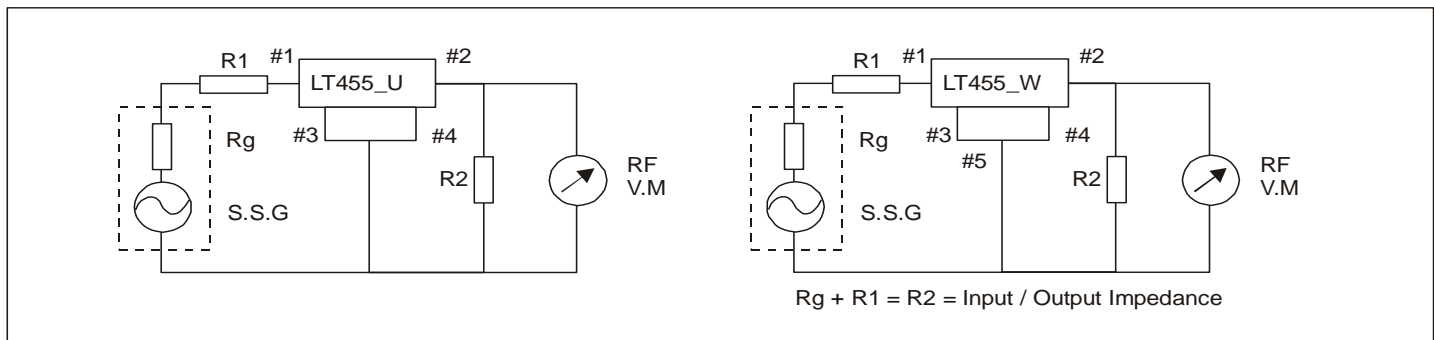 R1
#1
#2
LT455_U
#3
#4
Rg
R2
RF
V.M
S.S.G
R1
#1
#2
LT455_W
#3
#4
#5
Rg
R2
RF
V.M
S.S.G
Rg + R1 = R2 = Input / Output Impedance